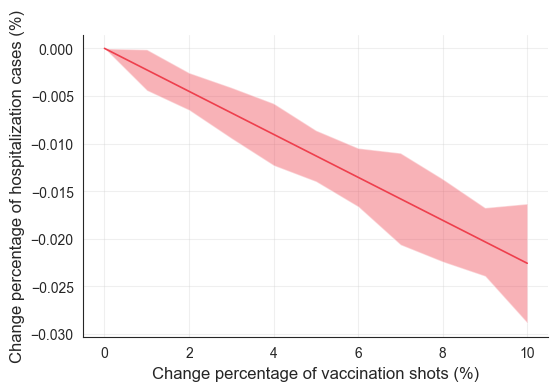 Change percentage of hospitalization cases (%)
0.000
−0.005
−0.010
−0.015
−0.020
−0.025
−0.030
0 2 4 6 8 10
Change percentage of vaccination shots (%)